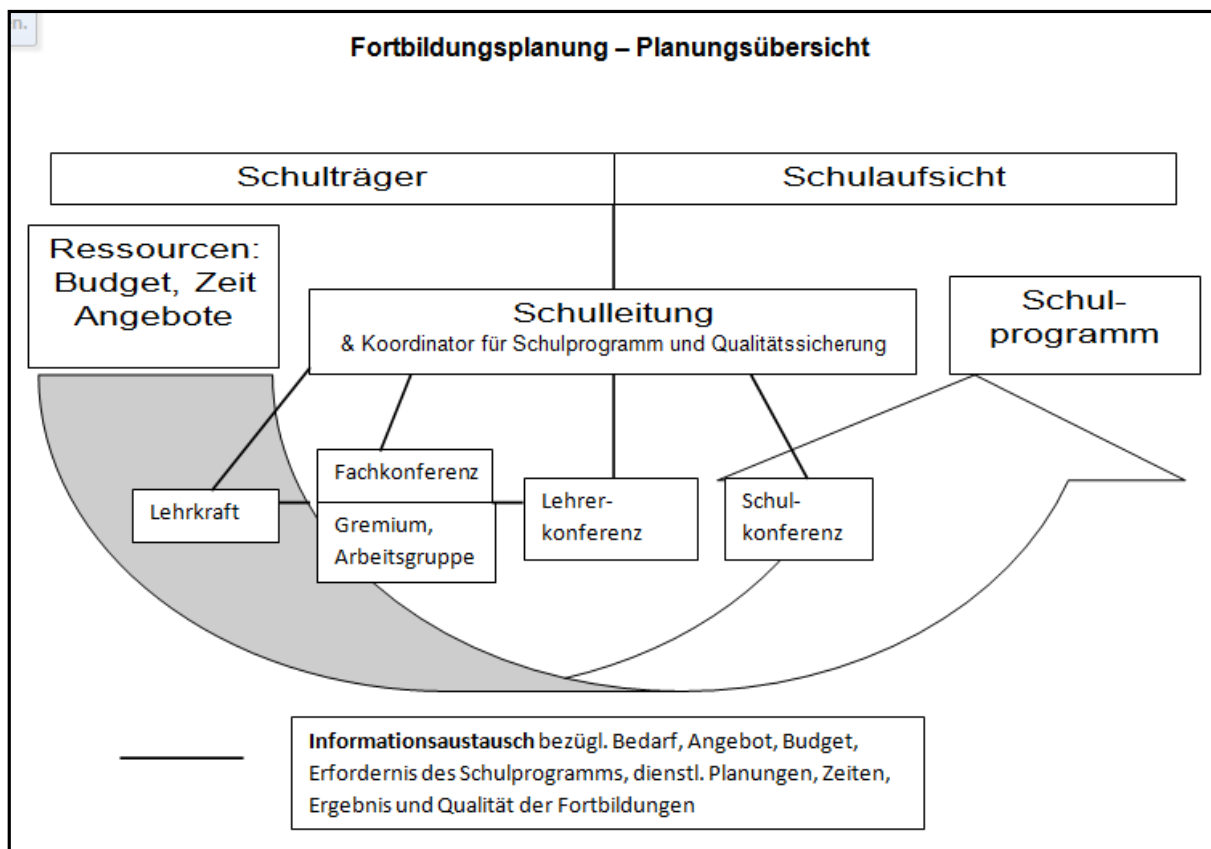 n.
Fortbildungsplanung – Planungsübersicht
Schulträger
Schulaufsicht
Ressourcen:
Budget, Zeit
Angebote
Schulleitung
& Koordinator für Schulprogramm und Qualitätssicherung
Schul-
programm
Lehrkraft
Fachkonferenz
Gremium,
Arbeitsgruppe
Lehrer-
konferenz
Schul-
konferenz
Informationsaustausch bezügl. Bedarf, Angebot, Budget,
Erfordernis des Schulprogramms, dienstl. Planungen, Zeiten,
Ergebnis und Qualität der Fortbildungen